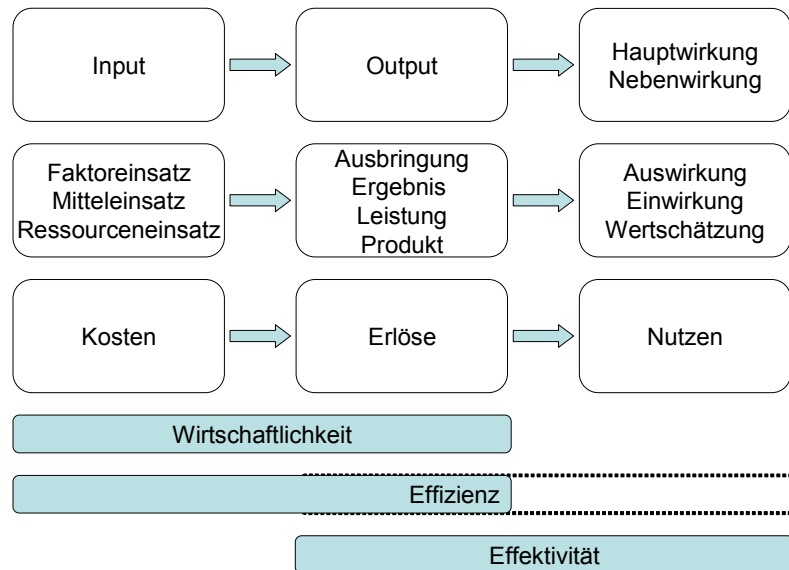 Input
Output
Hauptwirkung
Nebenwirkung
Faktoreinsatz
Mitteleinsatz
Ressourceneinsatz
Ausbringung
Ergebnis
Leistung
Produkt
Auswirkung
Einwirkung
Wertschätzung
Kosten
Erlöse
Nutzen
Wirtschaftlichkeit
Effizienz
Effektivität